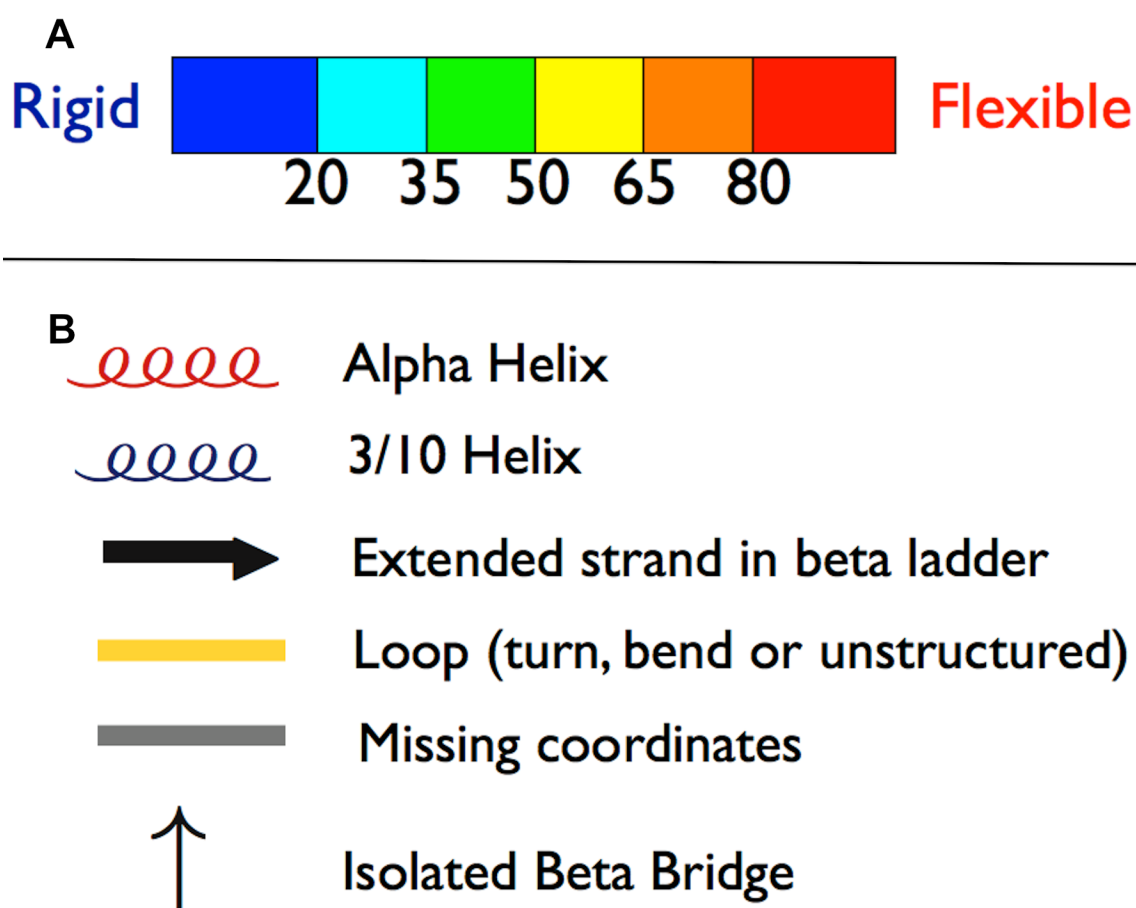 A
Rigid
Flexible
20 35 50 65 80
B
Alpha Helix
3/10 Helix
Extended strand in beta ladder
Loop (turn, bend or unstructured)
Missing coordinates
Isolated Beta Bridge